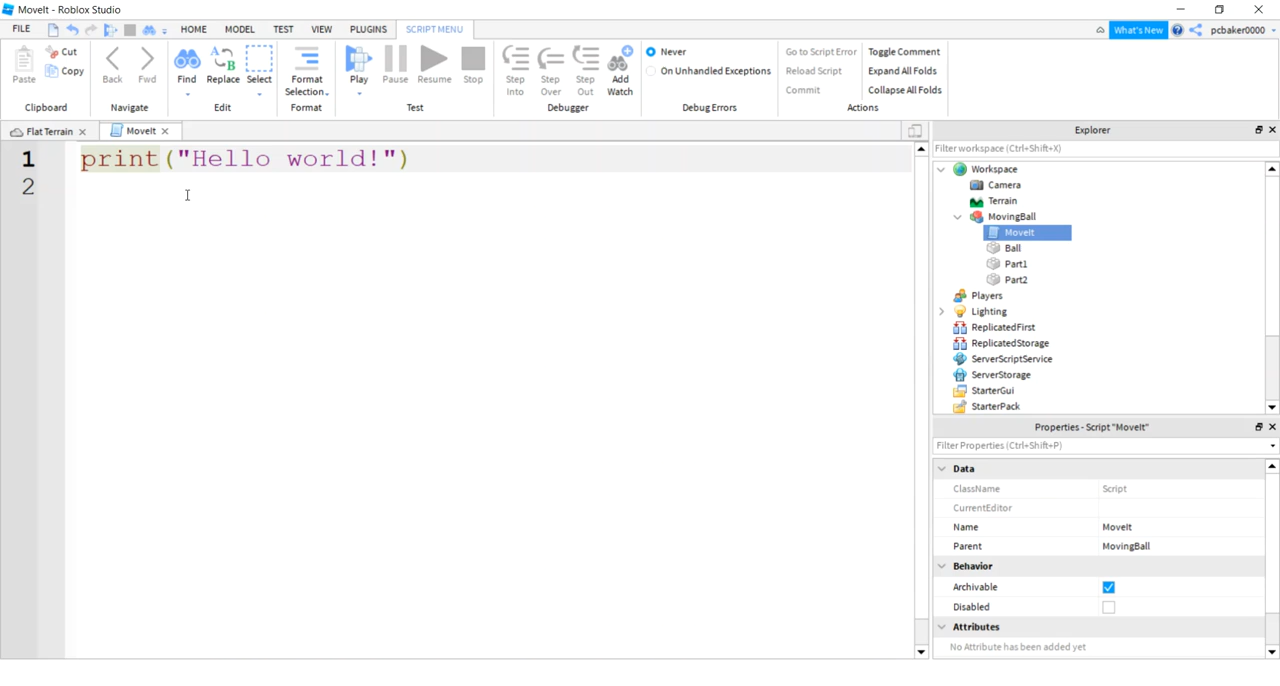 MoveIt - Roblox Studio
FILE HOME MODEL TEST VIEW PLUGINS SCRIPT MENU What's New pcbaker0000
Paste Cut Copy Back Fwd Find Replace Select Format Selection Play Pause Resume Stop Step Into Step Over Step Out Add Watch Never On Unhandled Exceptions Go to Script Error Reload Script Commit Toggle Comment Expand All Folds Collapse All Folds
Clipboard Navigate Edit Format Test Debugger Debug Errors Actions
Flat Terrain MoveIt
1 print("Hello world!")
2
Explorer
Filter workspace (Ctrl+Shift+X)
Workspace
Camera
Terrain
MovingBall
MoveIt
Ball
Part1
Part2
Players
Lighting
ReplicatedFirst
ReplicatedStorage
ServerScriptService
ServerStorage
StarterGui
StarterPack
Properties - Script "MoveIt"
Filter Properties (Ctrl+Shift+P)
Data
ClassName Script
CurrentEditor
Name MoveIt
Parent MovingBall
Behavior
Archivable
Disabled
Attributes
No Attribute has been added yet